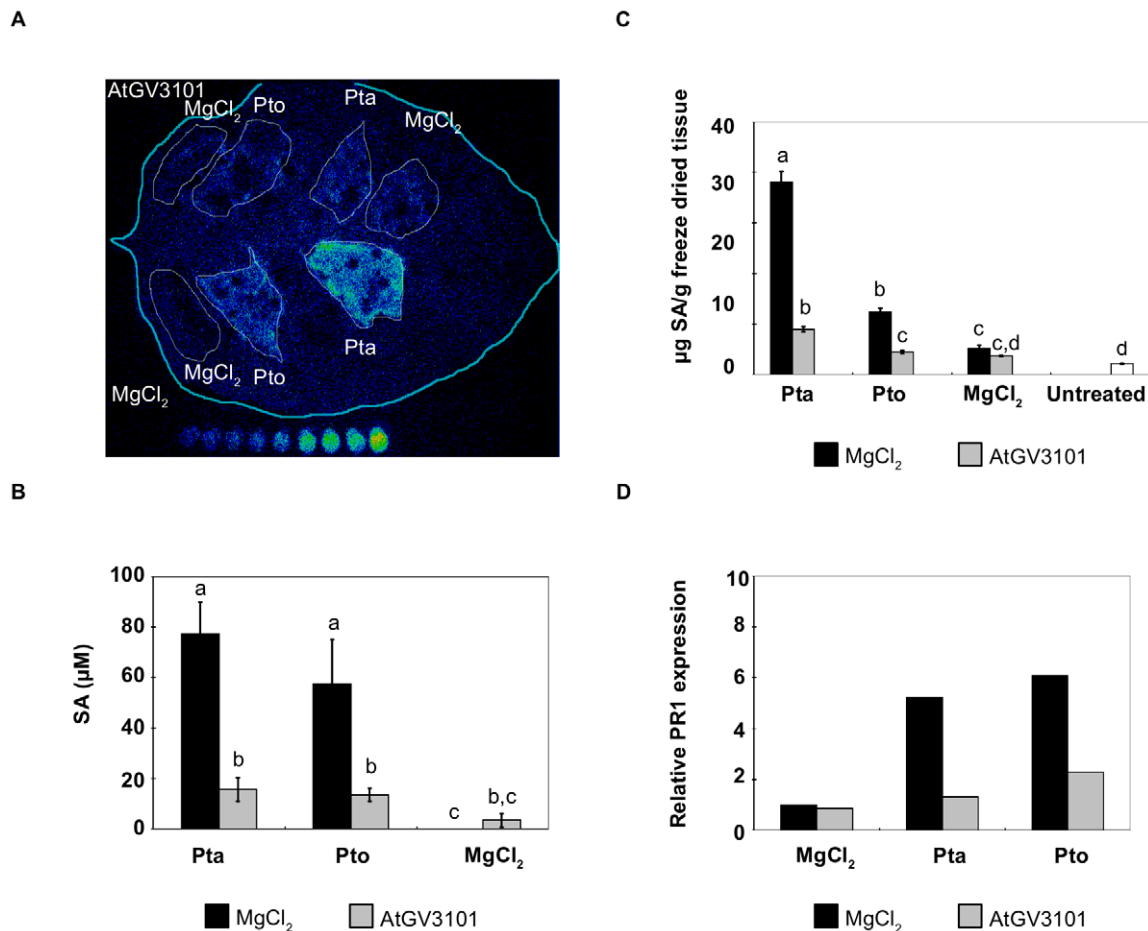 A
AtGV3101
MgCl₂
Pto
Pta
MgCl₂
MgCl₂
MgCl₂
Pto
Pta
B
SA (µM)
100
80
60
40
20
0
a
b
a
b
c
b,c
Pta
Pto
MgCl₂
MgCl₂
AtGV3101
C
µg SA/g freeze dried tissue
40
30
20
10
0
a
b
b
c
c
c,d
d
Pta
Pto
MgCl₂
Untreated
MgCl₂
AtGV3101
D
Relative PR1 expression
10
8
6
4
2
0
MgCl₂
Pta
Pto
MgCl₂
AtGV3101